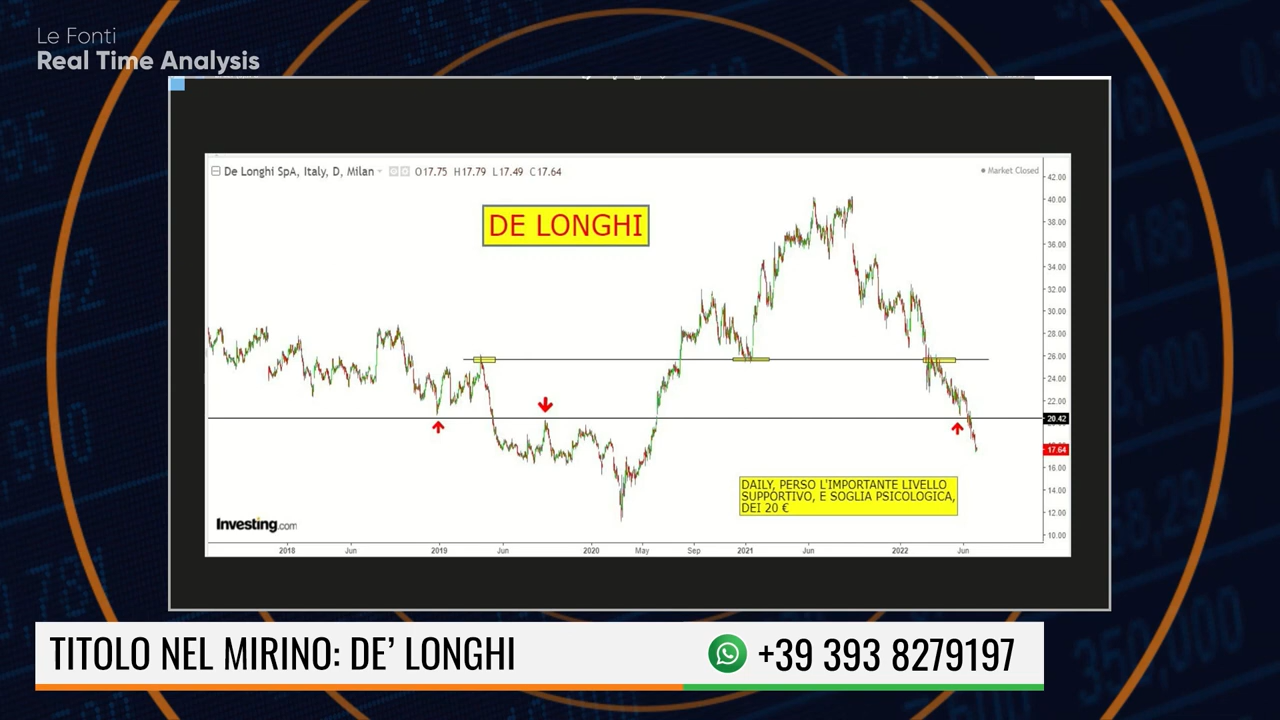 Le Fonti
Real Time Analysis
De Longhi SpA, Italy, D, Milan O17.75 H17.79 L17.49 C17.64
Market Closed
DE LONGHI
42.00
40.00
38.00
36.00
34.00
32.00
30.00
28.00
26.00
24.00
22.00
20.42
17.64
16.00
14.00
12.00
10.00
DAILY, PERSO L'IMPORTANTE LIVELLO
SUPPORTIVO, E SOGLIA PSICOLOGICA,
DEI 20 €
Investing.com
2018 Jun 2019 Jun 2020 May Sep 2021 Jun 2022 Jun
TITOLO NEL MIRINO: DE' LONGHI +39 393 8279197